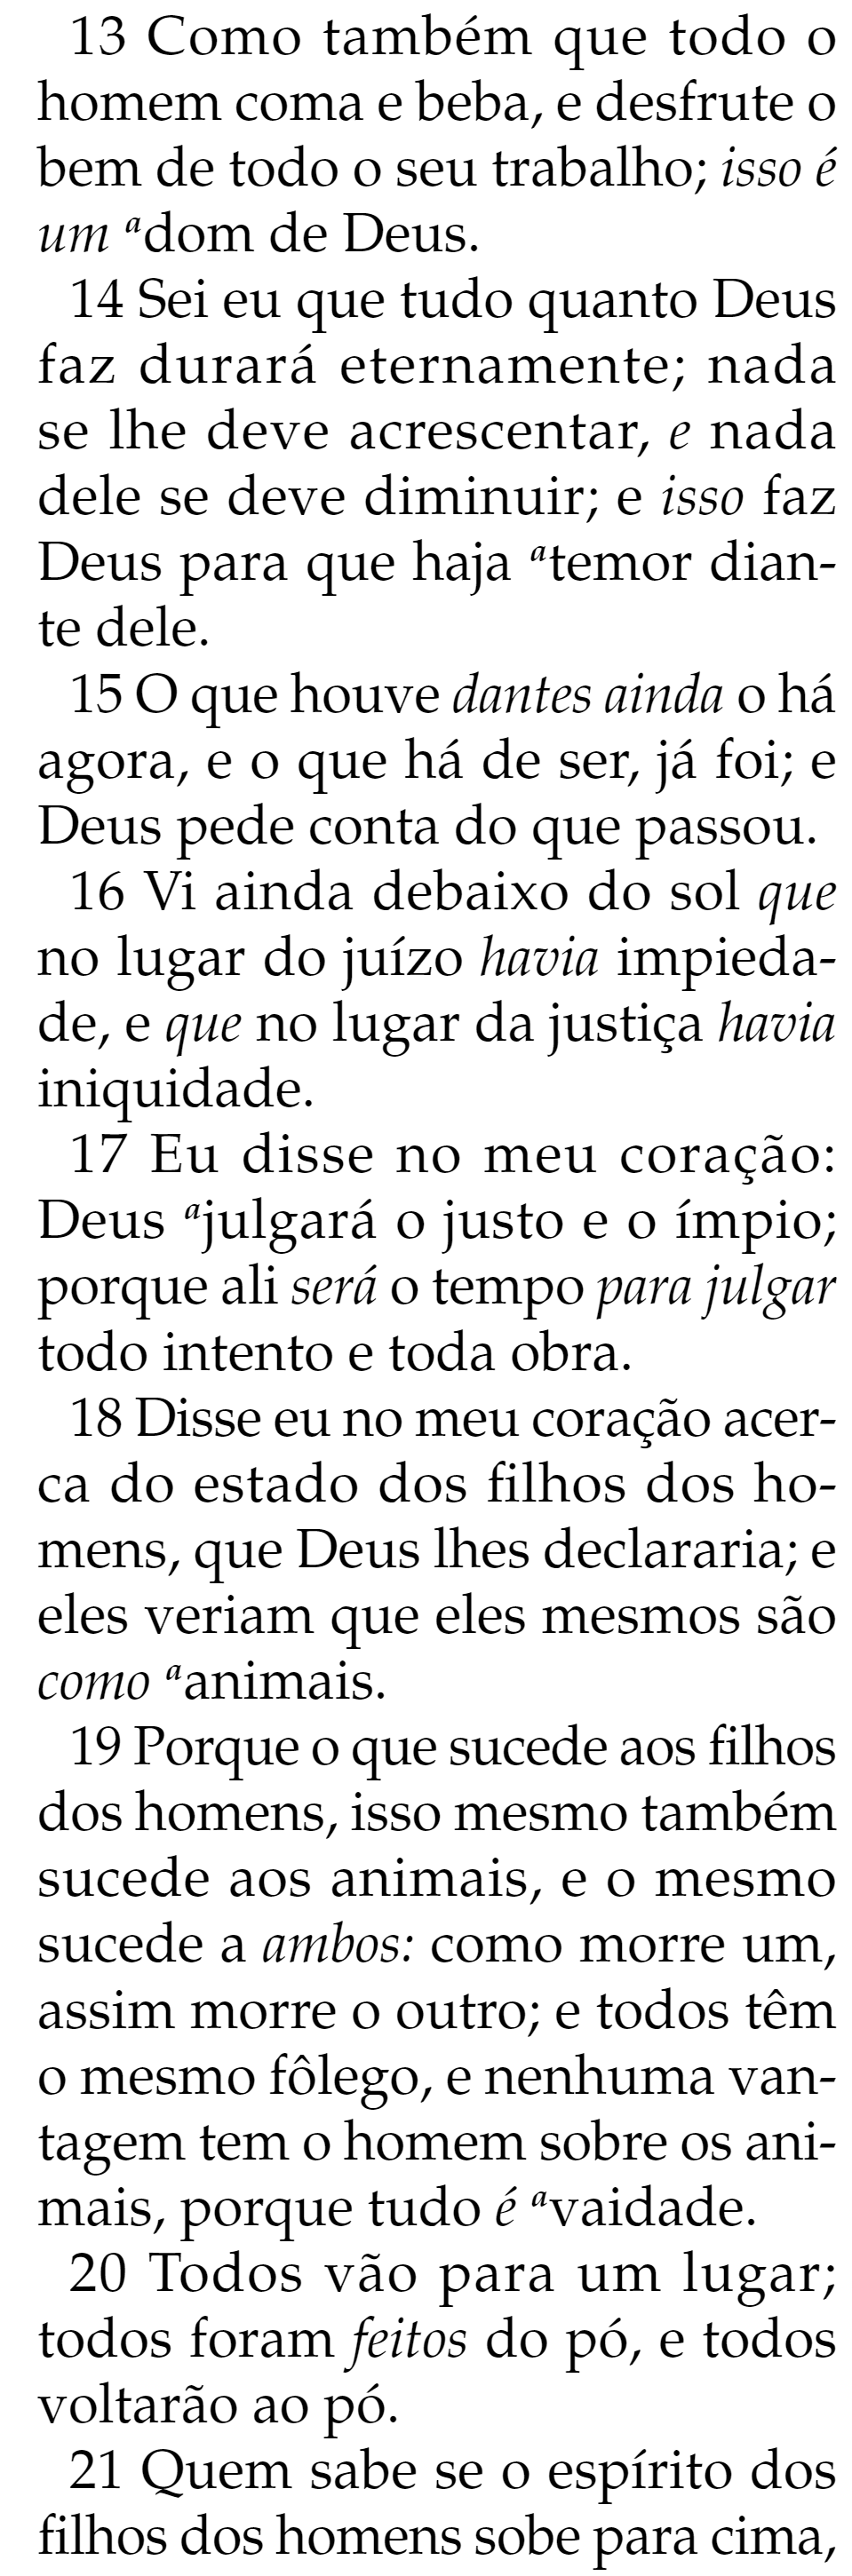 13 Como também que todo o
homem coma e beba, e desfrute o
bem de todo o seu trabalho; isso é
um ᵃdom de Deus.
14 Sei eu que tudo quanto Deus
faz durará eternamente; nada
se lhe deve acrescentar, e nada
dele se deve diminuir; e isso faz
Deus para que haja ᵃtemor dian-
te dele.
15 O que houve dantes ainda o há
agora, e o que há de ser, já foi; e
Deus pede conta do que passou.
16 Vi ainda debaixo do sol que
no lugar do juízo havia impieda-
de, e que no lugar da justiça havia
iniquidade.
17 Eu disse no meu coração:
Deus ᵃjulgará o justo e o ímpio;
porque ali será o tempo para julgar
todo intento e toda obra.
18 Disse eu no meu coração acer-
ca do estado dos filhos dos ho-
mens, que Deus lhes declararia; e
eles veriam que eles mesmos são
como ᵃanimais.
19 Porque o que sucede aos filhos
dos homens, isso mesmo também
sucede aos animais, e o mesmo
sucede a ambos: como morre um,
assim morre o outro; e todos têm
o mesmo fôlego, e nenhuma van-
tagem tem o homem sobre os ani-
mais, porque tudo é ᵃvaidade.
20 Todos vão para um lugar;
todos foram feitos do pó, e todos
voltarão ao pó.
21 Quem sabe se o espírito dos
filhos dos homens sobe para cima,